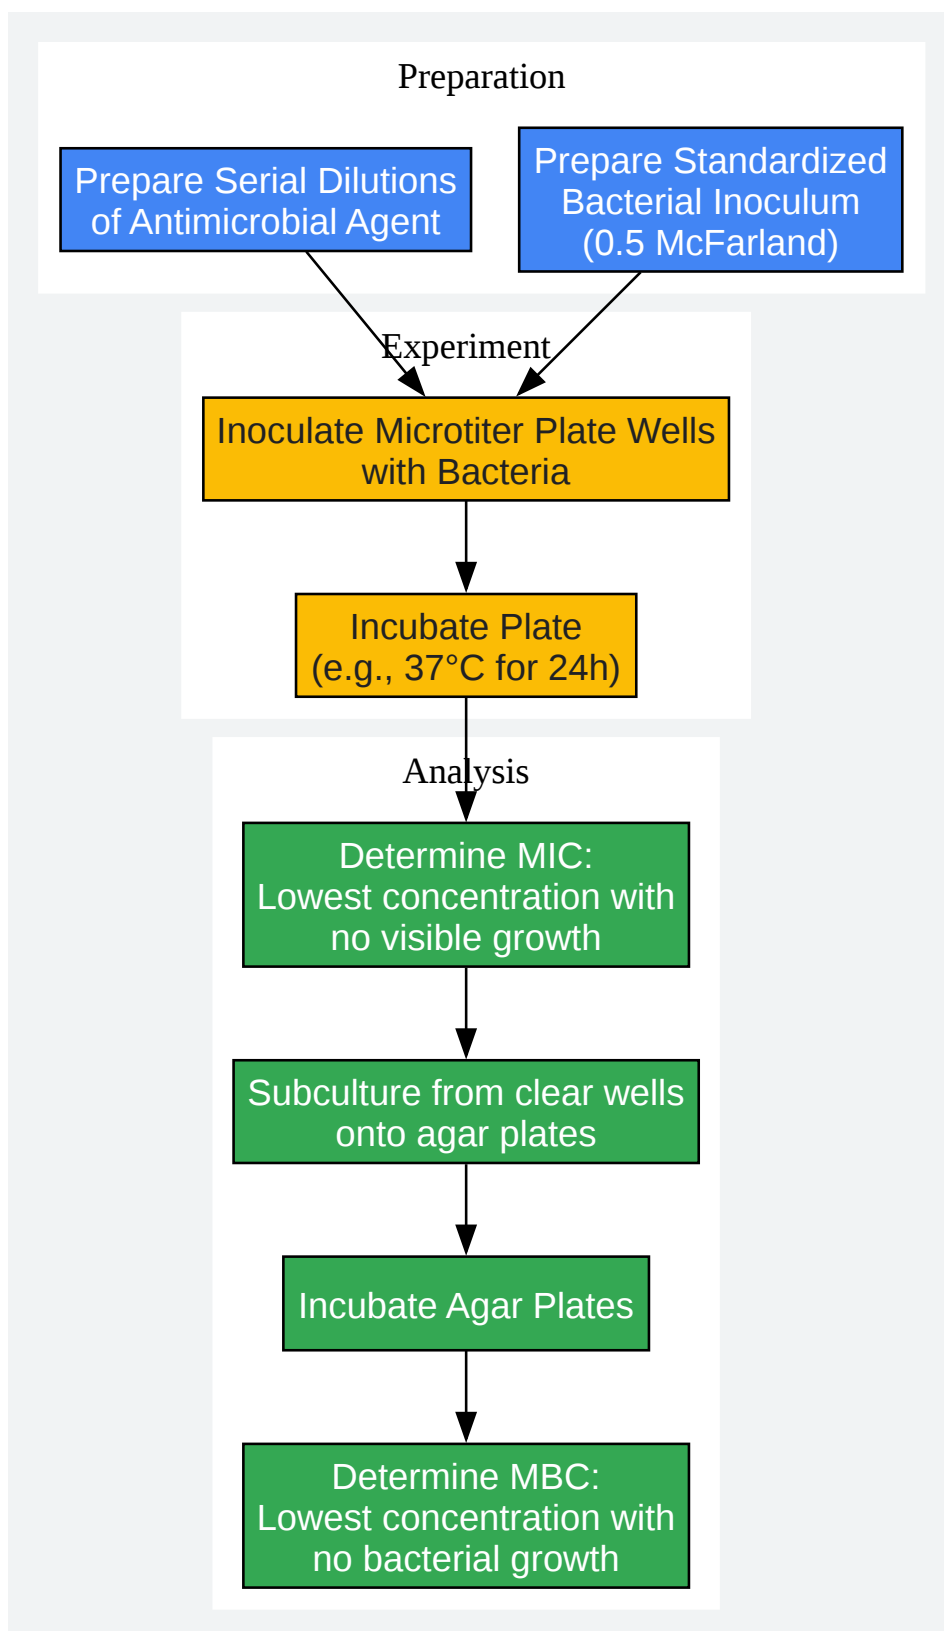 Preparation
Prepare Serial Dilutions
of Antimicrobial Agent
Prepare Standardized
Bacterial Inoculum
(0.5 McFarland)
Experiment
Inoculate Microtiter Plate Wells
with Bacteria
Incubate Plate
(e.g., 37°C for 24h)
Analysis
Determine MIC:
Lowest concentration with
no visible growth
Subculture from clear wells
onto agar plates
Incubate Agar Plates
Determine MBC:
Lowest concentration with
no bacterial growth